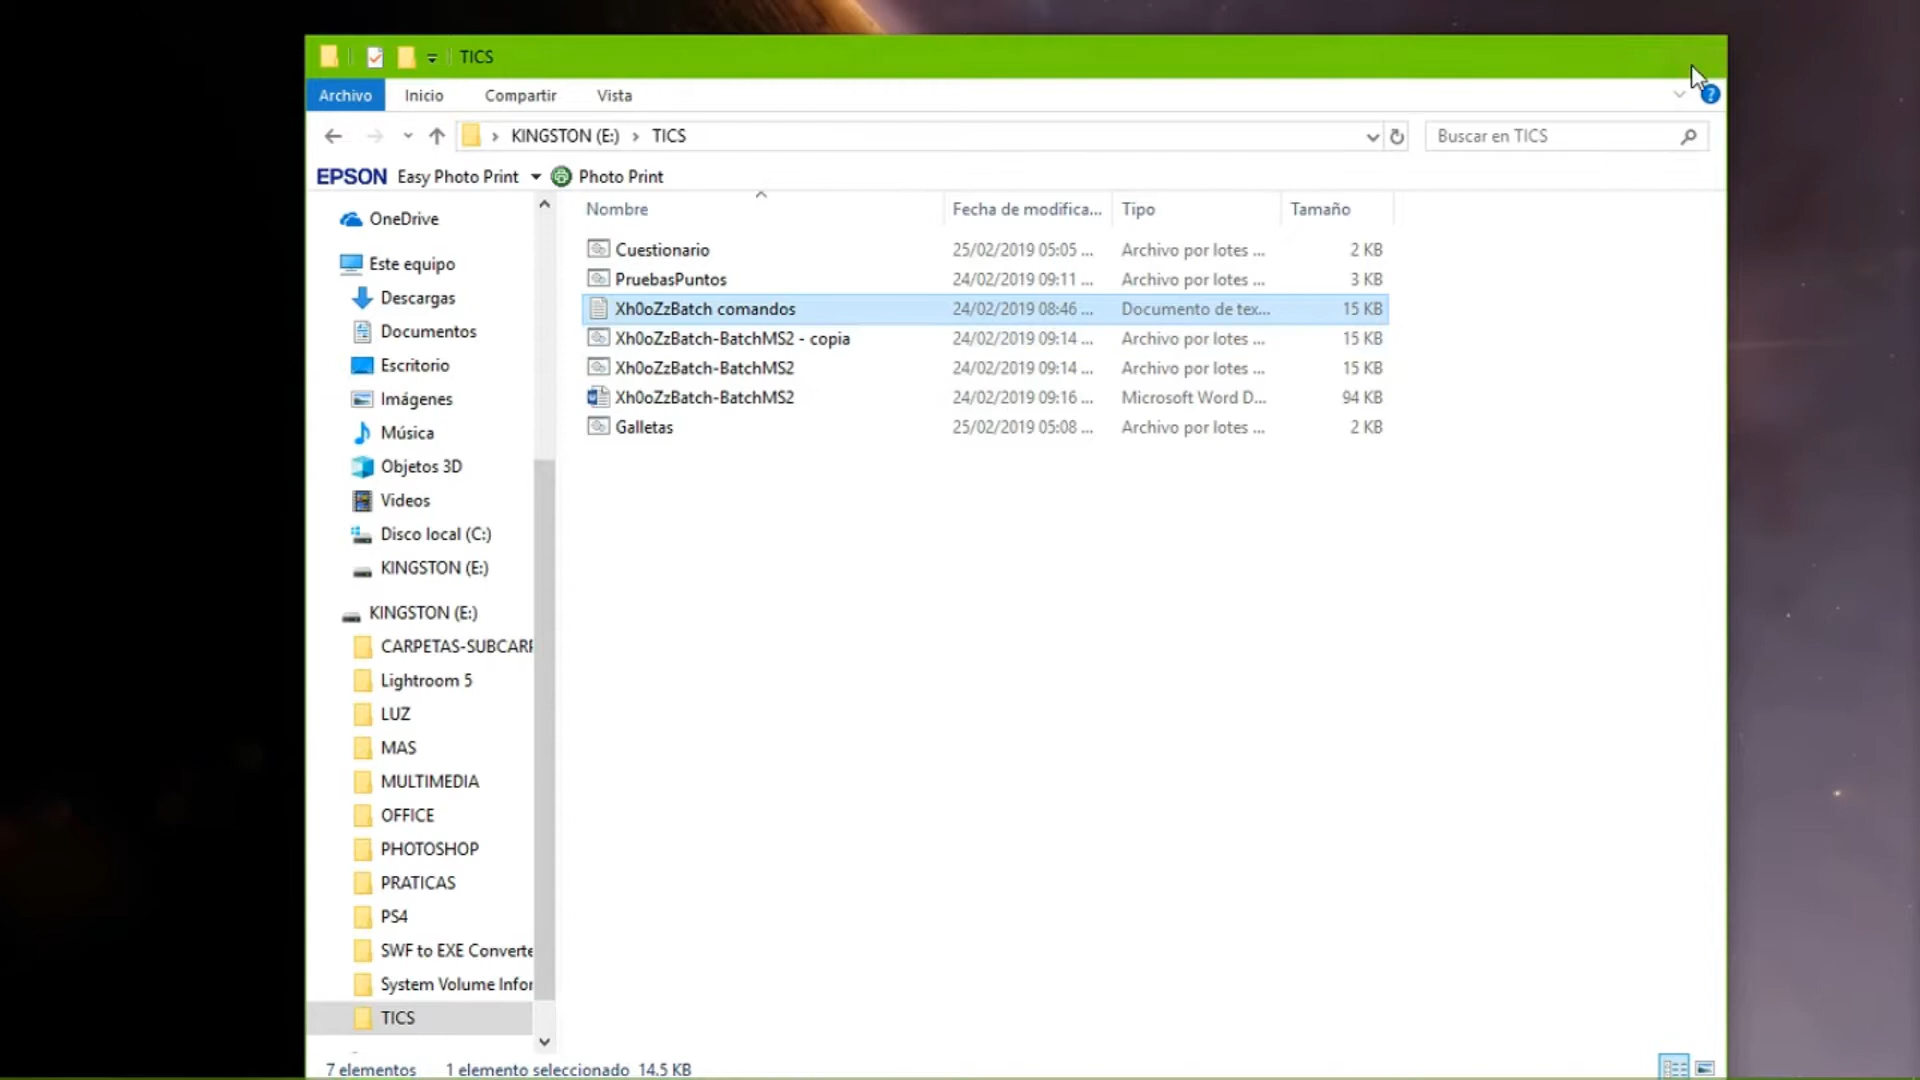 TICS
Archivo Inicio Compartir Vista
KINGSTON (E:) TICS
Buscar en TICS
EPSON Easy Photo Print Photo Print
OneDrive
Este equipo
Descargas
Documentos
Escritorio
Imágenes
Música
Objetos 3D
Videos
Disco local (C:)
KINGSTON (E:)
KINGSTON (E:)
CARPETAS-SUBCARP
Lightroom 5
LUZ
MAS
MULTIMEDIA
OFFICE
PHOTOSHOP
PRATICAS
PS4
SWF to EXE Converte
System Volume Infor
TICS
Nombre Fecha de modifica... Tipo Tamaño
Cuestionario 25/02/2019 05:05 ... Archivo por lotes ... 2 KB
PruebasPuntos 24/02/2019 09:11 ... Archivo por lotes ... 3 KB
Xh0oZzBatch comandos 24/02/2019 08:46 ... Documento de tex... 15 KB
Xh0oZzBatch-BatchMS2 - copia 24/02/2019 09:14 ... Archivo por lotes ... 15 KB
Xh0oZzBatch-BatchMS2 24/02/2019 09:14 ... Archivo por lotes ... 15 KB
Xh0oZzBatch-BatchMS2 24/02/2019 09:16 ... Microsoft Word D... 94 KB
Galletas 25/02/2019 05:08 ... Archivo por lotes ... 2 KB
7 elementos 1 elemento seleccionado 14.5 KB